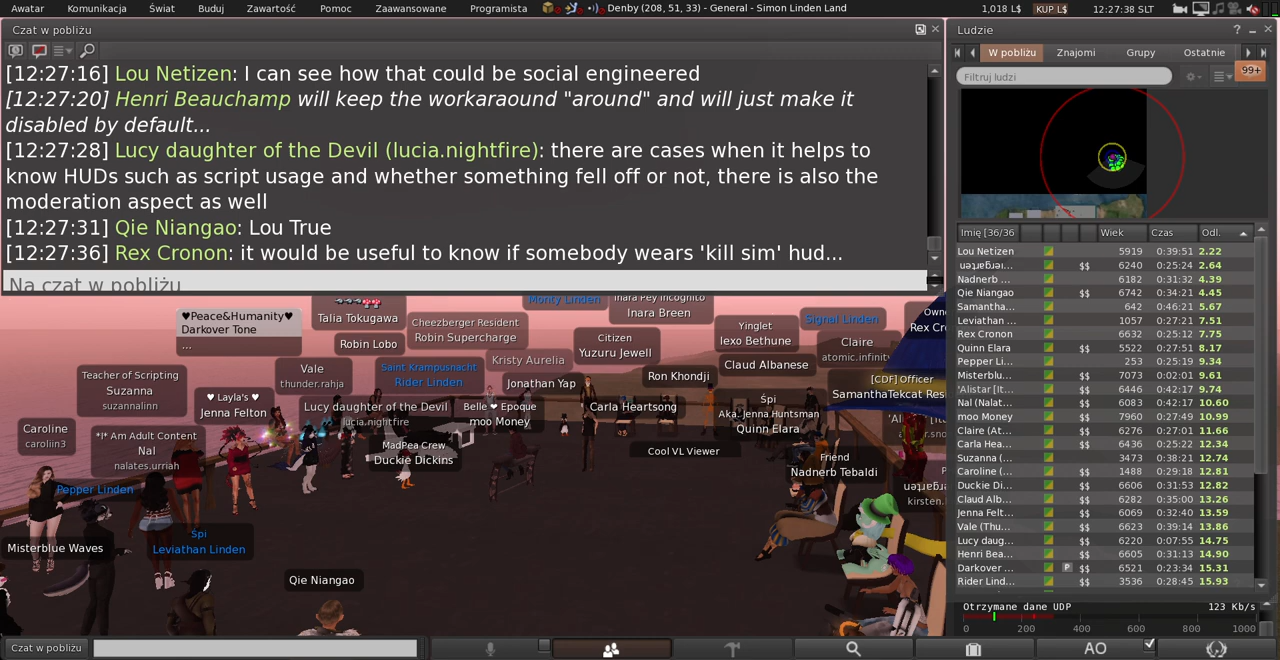 Awatar Komunikacja Świat Buduj Zawartość Pomoc Zaawansowane Programista Denby (208, 51, 33) - General - Simon Linden Land 1,018 L$ KUP L$ 12:27:38 SLT
Czat w pobliżu
[12:27:16] Lou Netizen: I can see how that could be social engineered
[12:27:20] Henri Beauchamp will keep the workaraound "around" and will just make it
disabled by default...
[12:27:28] Lucy daughter of the Devil (lucia.nightfire): there are cases when it helps to
know HUDs such as script usage and whether something fell off or not, there is also the
moderation aspect as well
[12:27:31] Qie Niangao: Lou True
[12:27:36] Rex Cronon: it would be useful to know if somebody wears 'kill sim' hud...
Na czat w pobliżu
♥Peace&Humanity♥
Darkover Tone
...
Talia Tokugawa
Robin Lobo
Cheezberger Resident
Robin Supercharge
Monty Linden
Inara Pey Incognito
Inara Breen
Citizen
Yuzuru Jewell
Yinglet
Iexo Bethune
Signal Linden
Claire
atomic.infinit
Owne
Rex Cro
Vale
thunder.rahja
Saint Krampusnacht
Rider Linden
Kristy Aurelia
Jonathan Yap
Ron Khondji
Claud Albanese
[CDF] Officer
SamanthaTekcat Resi
Teacher of Scripting
Suzanna
suzannalinn
♥ Layla's ♥
Jenna Felton
Lucy daughter of the Devil
lucia.nightfire
Belle ♥ Epoque
moo Money
Carla Heartsong
Śpi
Aka. Jenna Huntsman
Quinn Elara
Caroline
caroliin3
*J* Am Adult Content
Nal
nalates.urriah
MadPea Crew
Duckie Dickins
Cool VL Viewer
Friend
Nadnerb Tebaldi
kirsten.
Pepper Linden
Śpi
Leviathan Linden
Misterblue Waves
Qie Niangao
Ludzie
W pobliżu Znajomi Grupy Ostatnie
Filtruj ludzi 99+
Imię [36/36 Wiek Czas Odl.
Lou Netizen 5919 0:39:51 2.22
uǝʇɹɐƃɹǝı... $$ 6240 0:25:24 2.64
Nadnerb ... 6182 0:31:32 4.39
Qie Niangao $$ 6742 0:34:21 4.45
Samantha... 642 0:46:21 5.67
Leviathan ... 1057 0:27:21 7.51
Rex Cronon 6632 0:25:12 7.75
Quinn Elara $$ 5522 0:27:51 8.17
Pepper Li... 253 0:25:19 9.34
Misterblu... $$ 7073 0:02:01 9.61
'Alistar [It... $$ 6446 0:42:17 9.74
Nal (Nalat... $$ 6083 0:42:17 10.60
moo Money $$ 7960 0:27:49 10.99
Claire (At... $$ 6276 0:27:01 11.66
Carla Hea... $$ 6436 0:25:22 12.34
Suzanna (... 3473 0:38:21 12.74
Caroline (... $$ 1488 0:29:18 12.81
Duckie Di... $$ 6606 0:31:53 12.82
Claud Alb... $$ 6282 0:35:00 13.26
Jenna Felt... $$ 6069 0:32:40 13.59
Vale (Thu... $$ 6623 0:39:14 13.86
Lucy daug... $$ 6220 0:07:55 14.75
Henri Bea... $$ 6605 0:31:13 14.90
Darkover ... P $$ 6521 0:23:34 15.31
Rider Lind... $$ 3536 0:28:45 15.93
Otrzymane dane UDP 123 Kb/s
0 200 400 600 800 1000
Czat w pobliżu AO